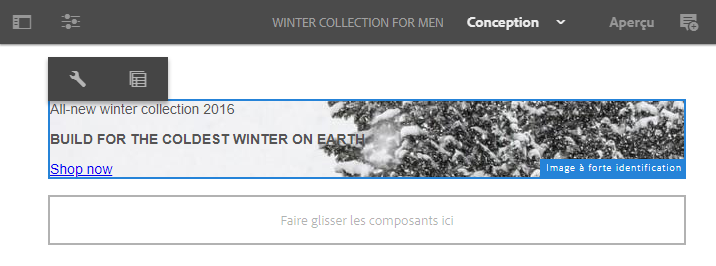 WINTER COLLECTION FOR MEN Conception Aperçu
All-new winter collection 2016
BUILD FOR THE COLDEST WINTER ON EARTH
Shop now
Image à forte identification
Faire glisser les composants ici